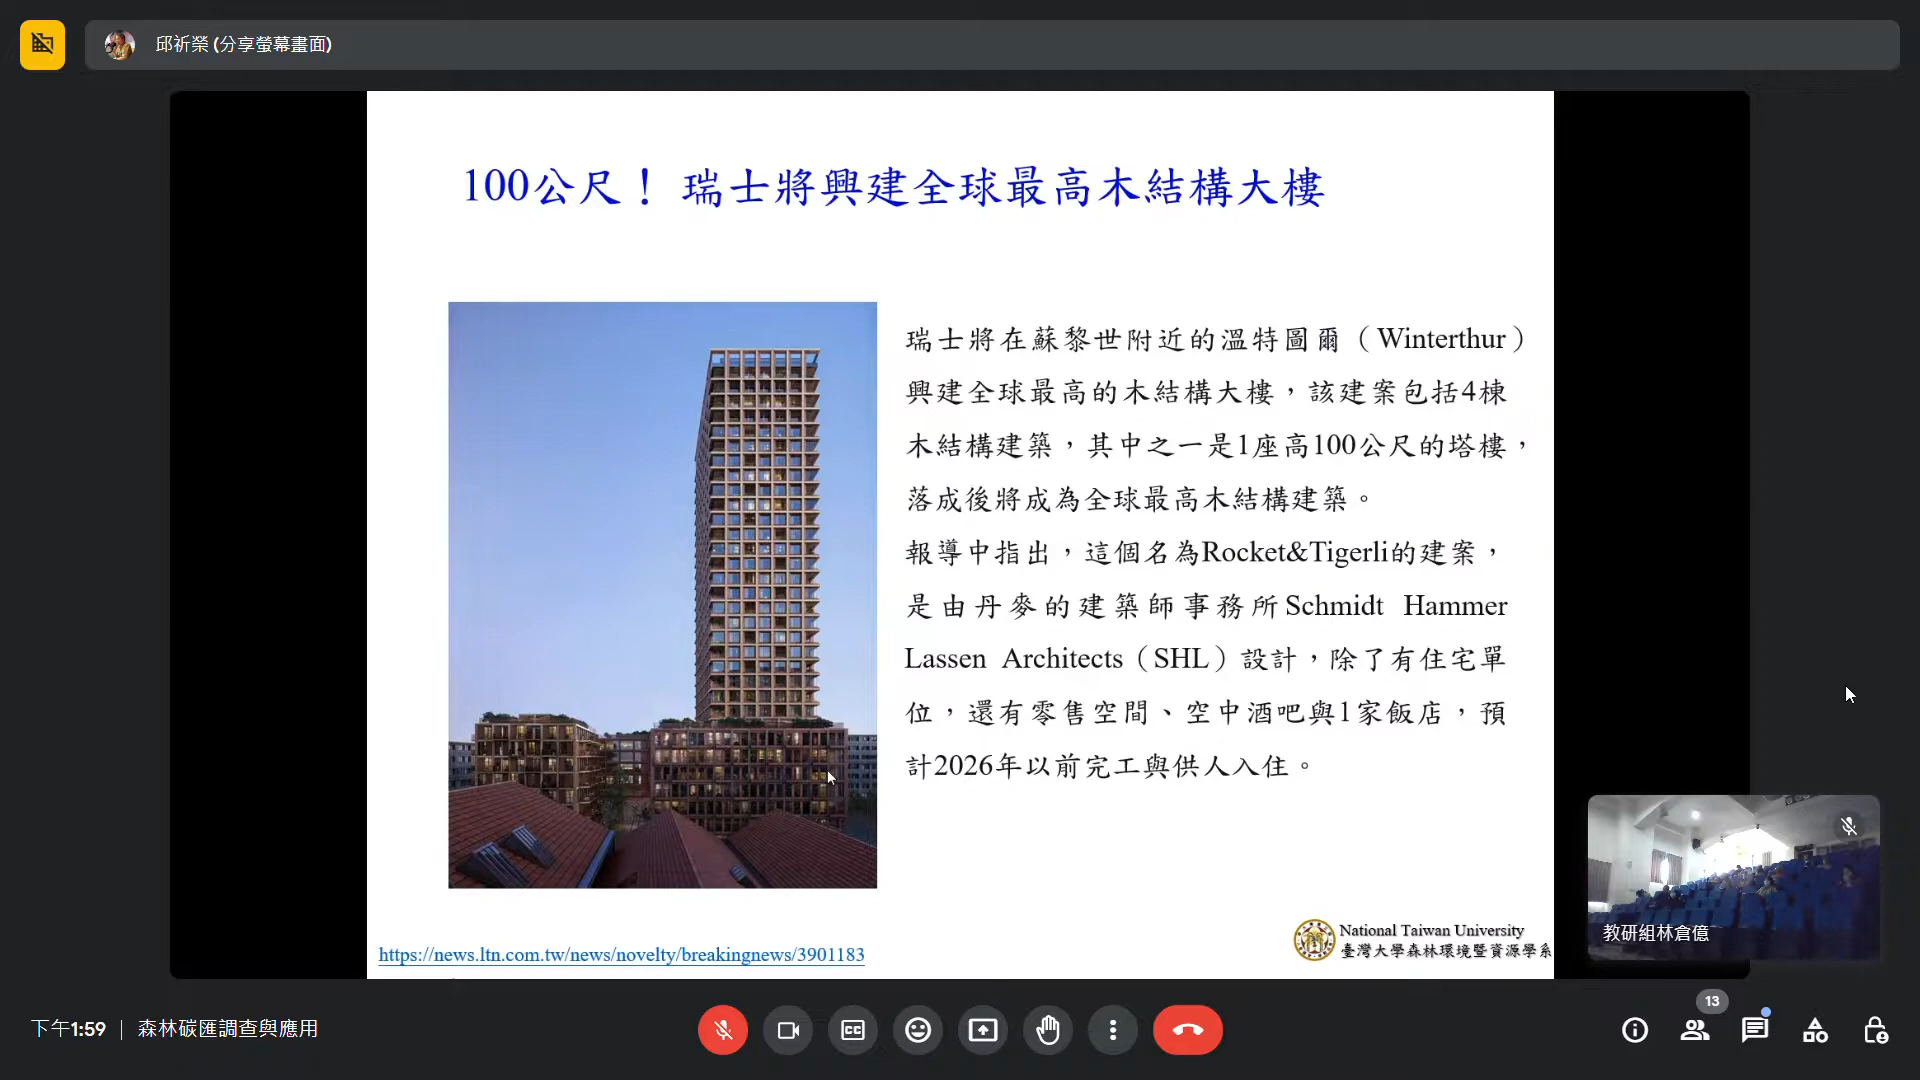 邱祈榮 (分享螢幕畫面)
100公尺！ 瑞士將興建全球最高木結構大樓
瑞士將在蘇黎世附近的溫特圖爾（Winterthur）
興建全球最高的木結構大樓，該建案包括4棟
木結構建築，其中之一是1座高100公尺的塔樓，
落成後將成為全球最高木結構建築。
報導中指出，這個名為Rocket&Tigerli的建案，
是由丹麥的建築師事務所Schmidt Hammer
Lassen Architects（SHL）設計，除了有住宅單
位，還有零售空間、空中酒吧與1家飯店，預
計2026年以前完工與供人入住。
https://news.ltn.com.tw/news/novelty/breakingnews/3901183
National Taiwan University
臺灣大學森林環境暨資源學系
教研組林倉億
下午1:59 | 森林碳匯調查與應用
13